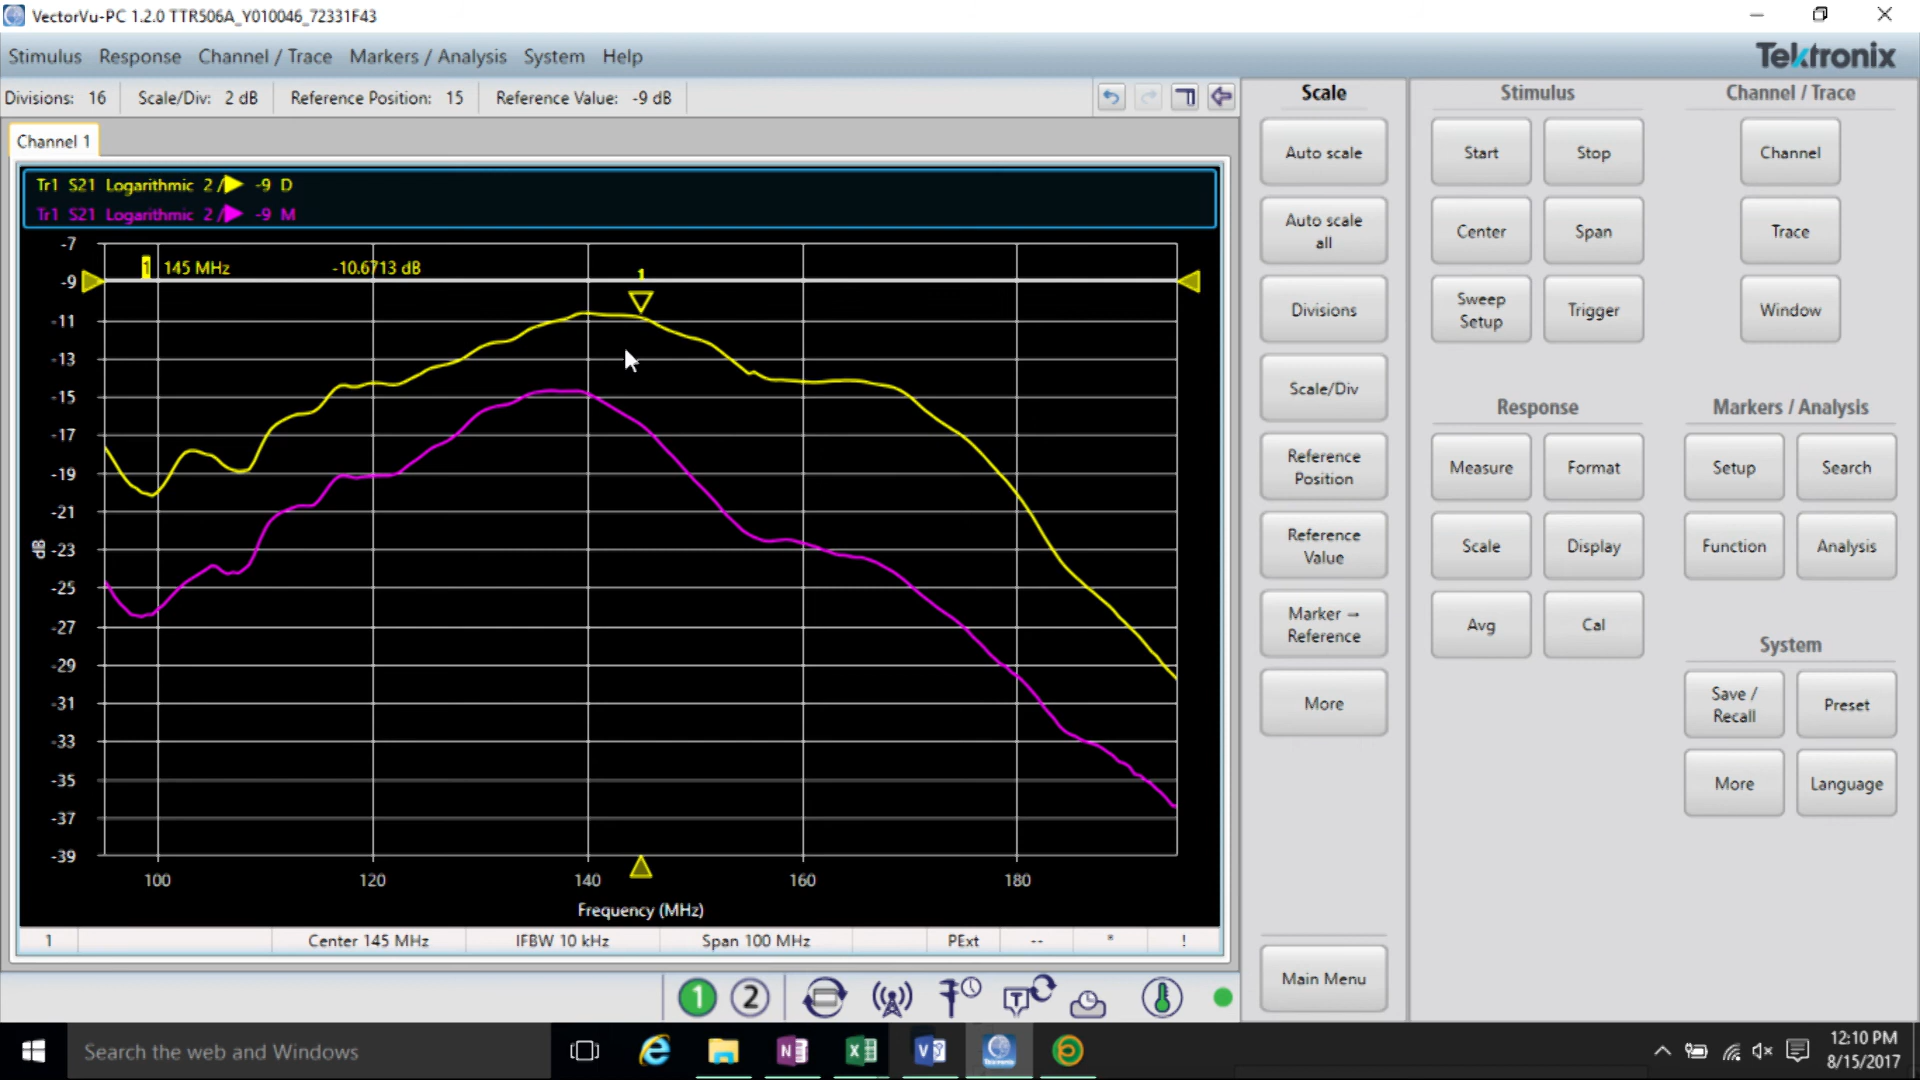 VectorVu-PC 1.2.0 TTR506A_Y010046_72331F43
Stimulus Response Channel / Trace Markers / Analysis System Help
Tektronix
Divisions: 16 Scale/Div: 2 dB Reference Position: 15 Reference Value: -9 dB
Channel 1
Tr1 S21 Logarithmic 2 / -9 D
Tr1 S21 Logarithmic 2 / -9 M
1 145 MHz -10.6713 dB
1
-7
-9
-11
-13
-15
-17
-19
-21
-23
-25
-27
-29
-31
-33
-35
-37
-39
dB
100 120 140 160 180
Frequency (MHz)
1 Center 145 MHz IFBW 10 kHz Span 100 MHz PExt -- * !
1 2
Scale
Auto scale
Auto scale
all
Divisions
Scale/Div
Reference
Position
Reference
Value
Marker →
Reference
More
Main Menu
Stimulus
Start Stop
Center Span
Sweep
Setup
Trigger
Response
Measure Format
Scale Display
Avg Cal
Channel / Trace
Channel
Trace
Window
Markers / Analysis
Setup Search
Function Analysis
System
Save /
Recall
Preset
More Language
Search the web and Windows
12:10 PM
8/15/2017